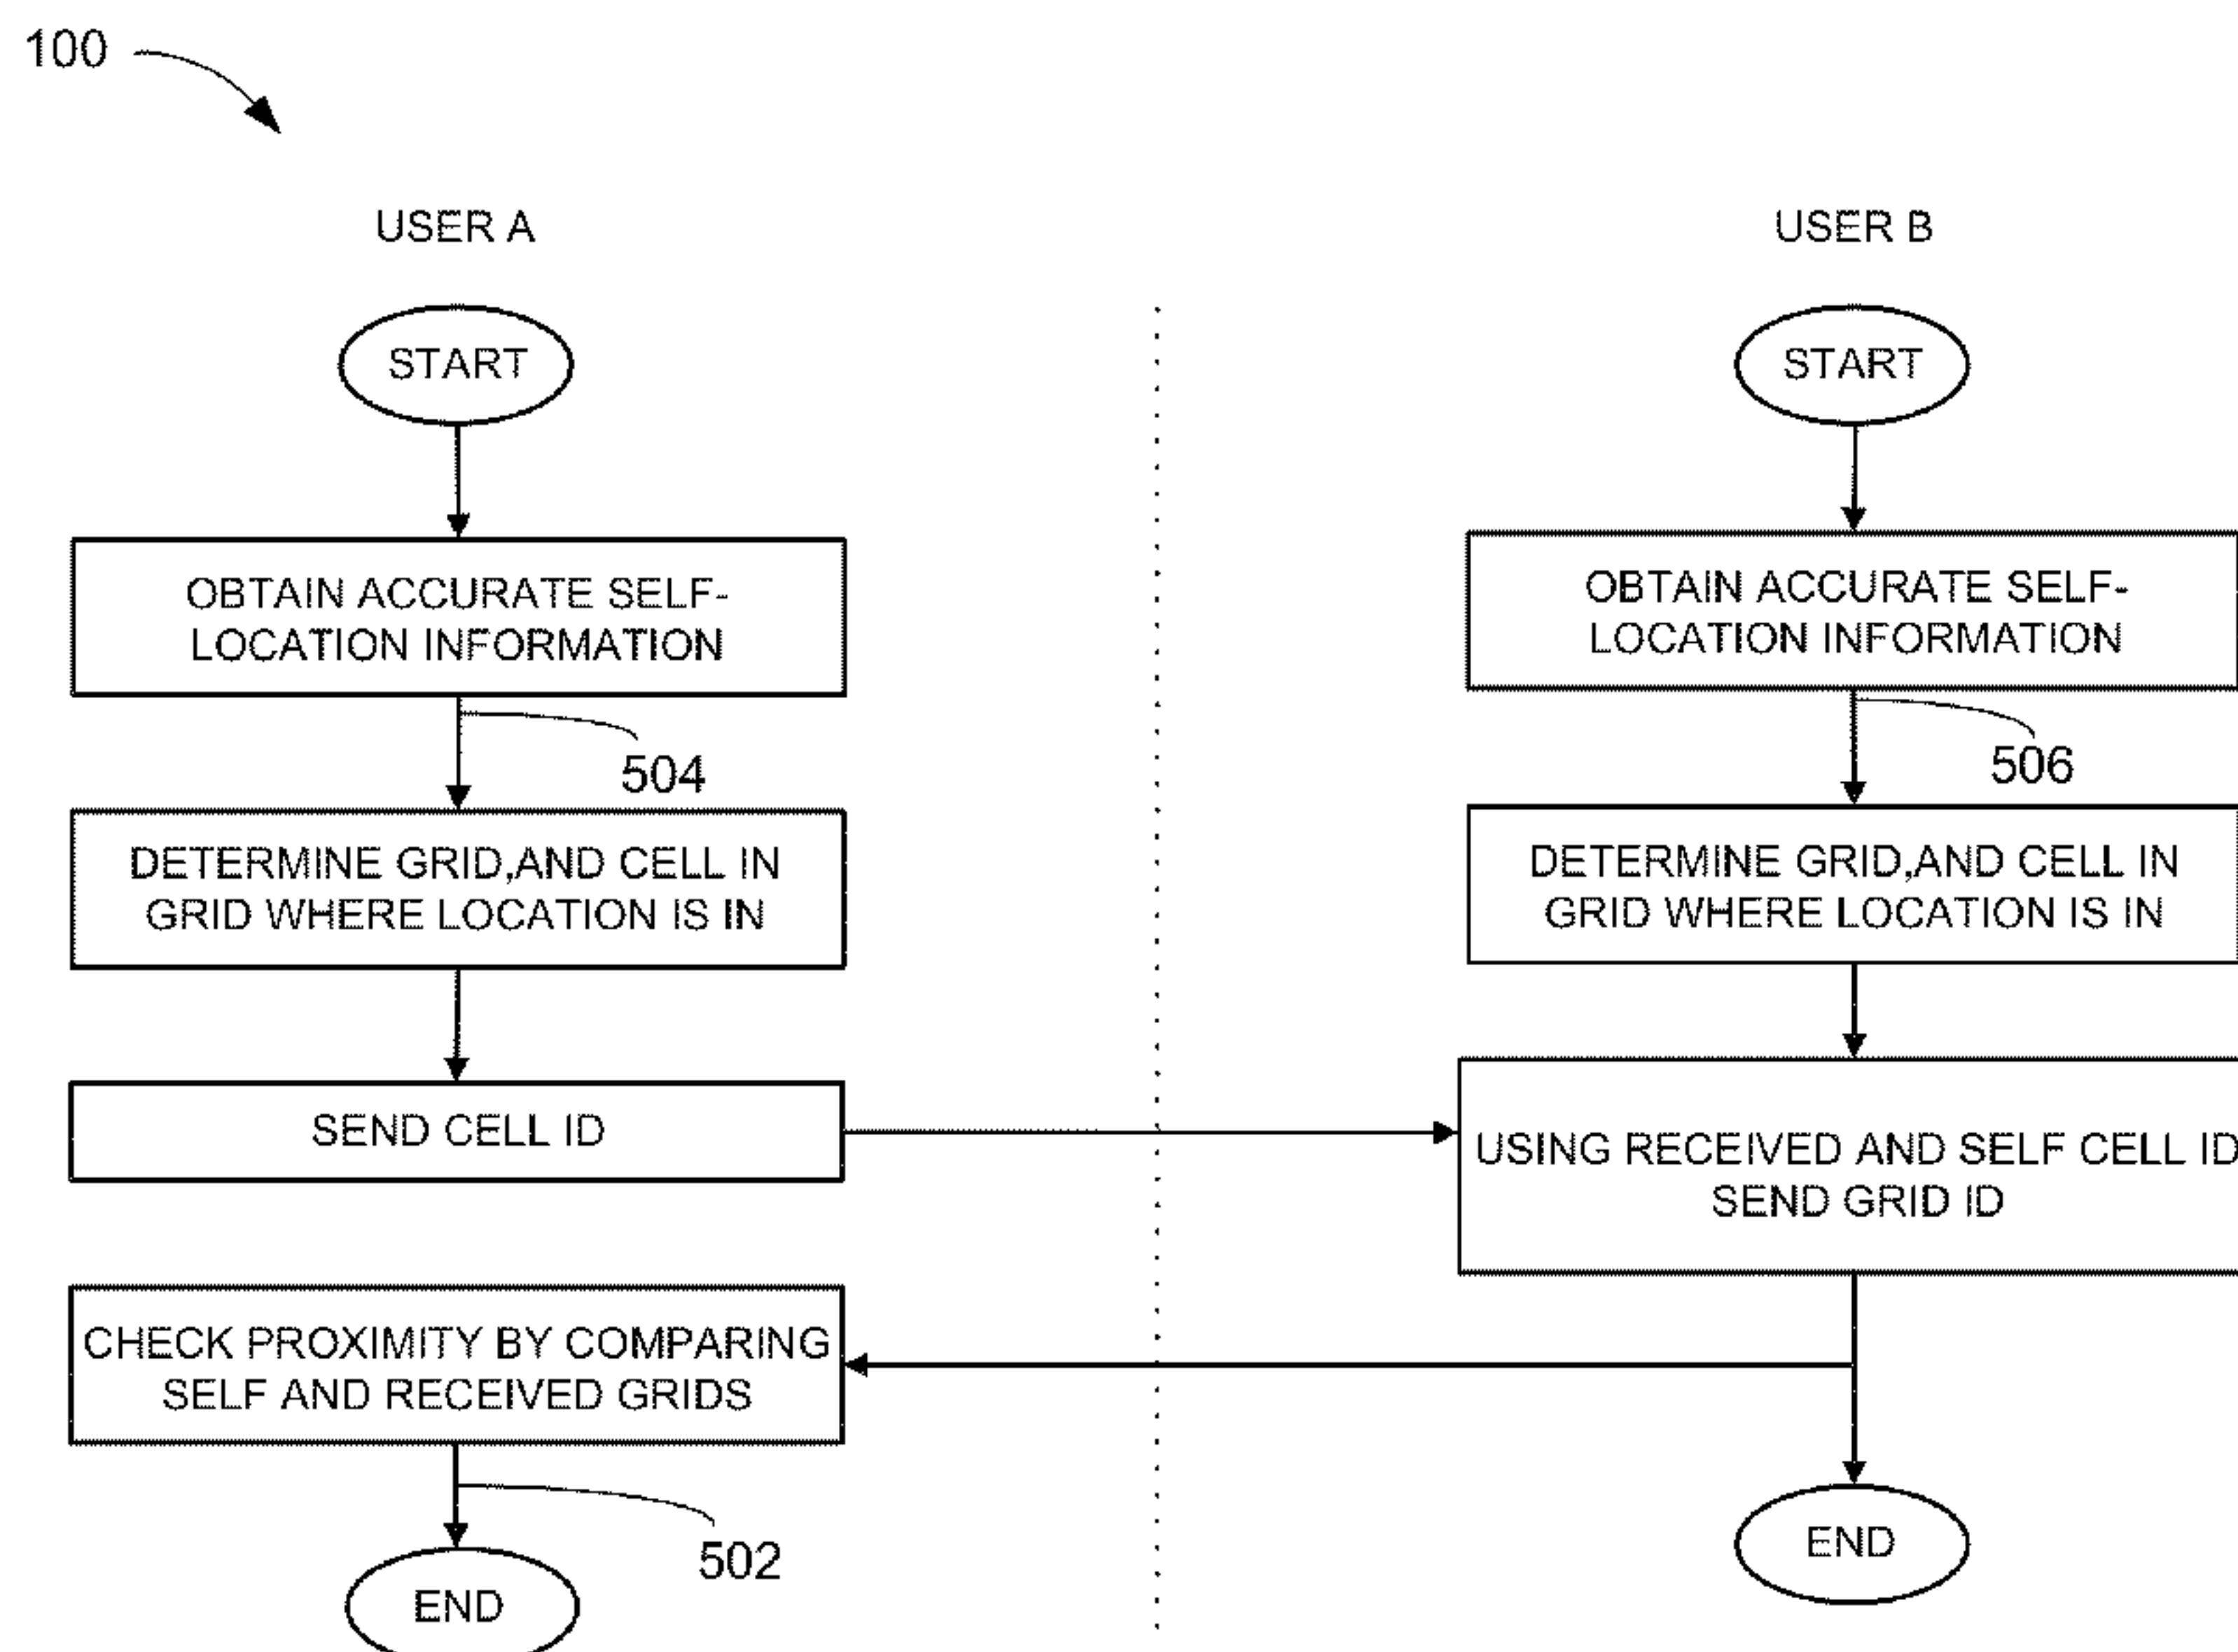 100
USER A
USER B
START
START
OBTAIN ACCURATE SELF-
LOCATION INFORMATION
OBTAIN ACCURATE SELF-
LOCATION INFORMATION
504
506
DETERMINE GRID,AND CELL IN
GRID WHERE LOCATION IS IN
DETERMINE GRID,AND CELL IN
GRID WHERE LOCATION IS IN
SEND CELL ID
USING RECEIVED AND SELF CELL ID
SEND GRID ID
CHECK PROXIMITY BY COMPARING
SELF AND RECEIVED GRIDS
502
END
END